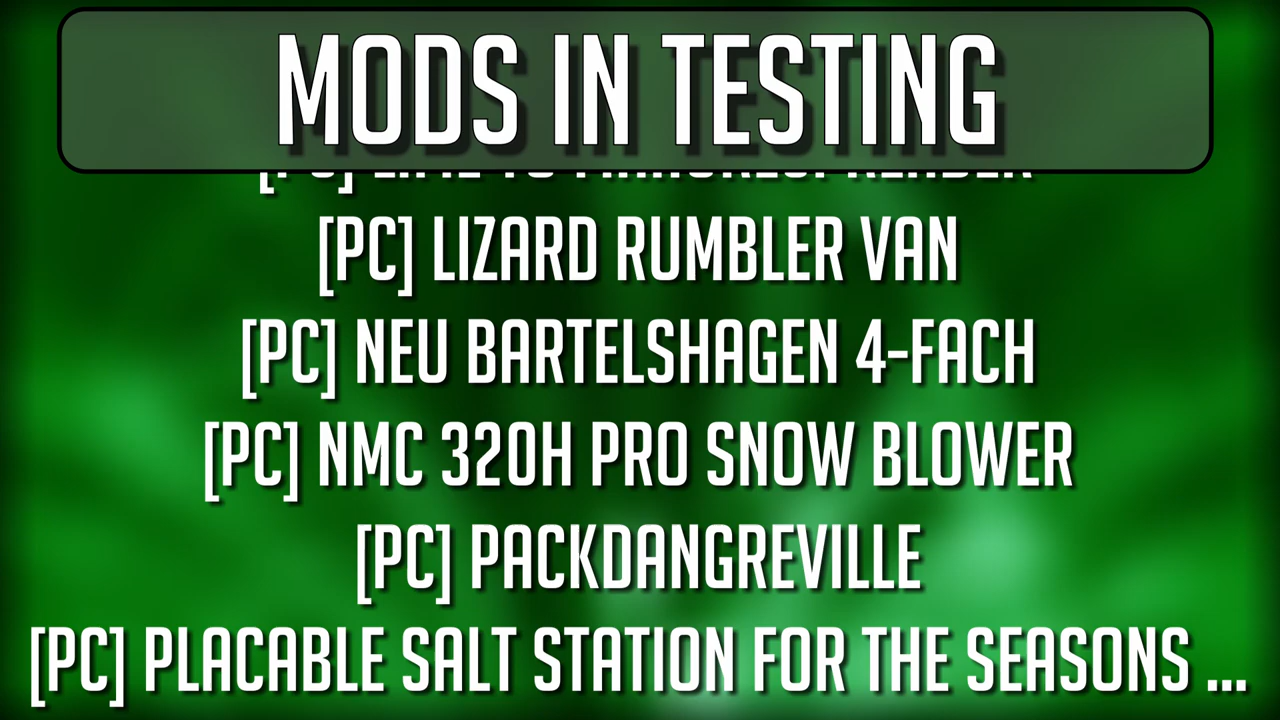 MODS IN TESTING
[PC]
[PC] LIZARD RUMBLER VAN
[PC] NEU BARTELSHAGEN 4-FACH
[PC] NMC 320H PRO SNOW BLOWER
[PC] PACKDANGREVILLE
[PC] PLACABLE SALT STATION FOR THE SEASONS ...